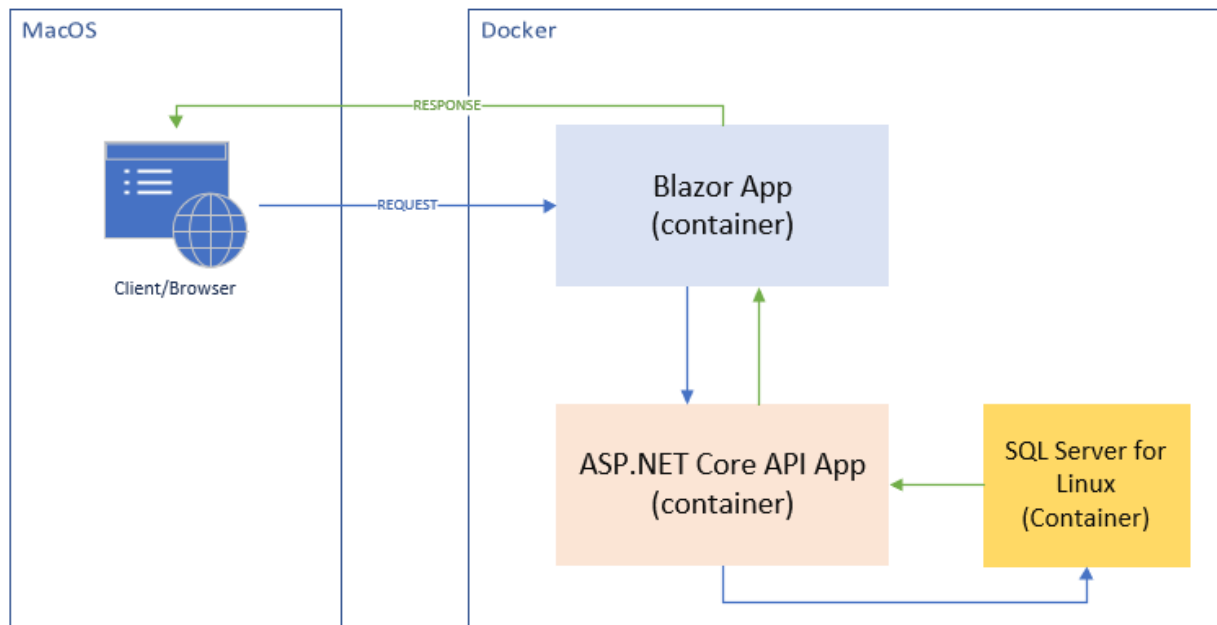 MacOS
Docker
RESPONSE
Blazor App
(container)
REQUEST
Client/Browser
ASP.NET Core API App
(container)
SQL Server for
Linux
(Container)